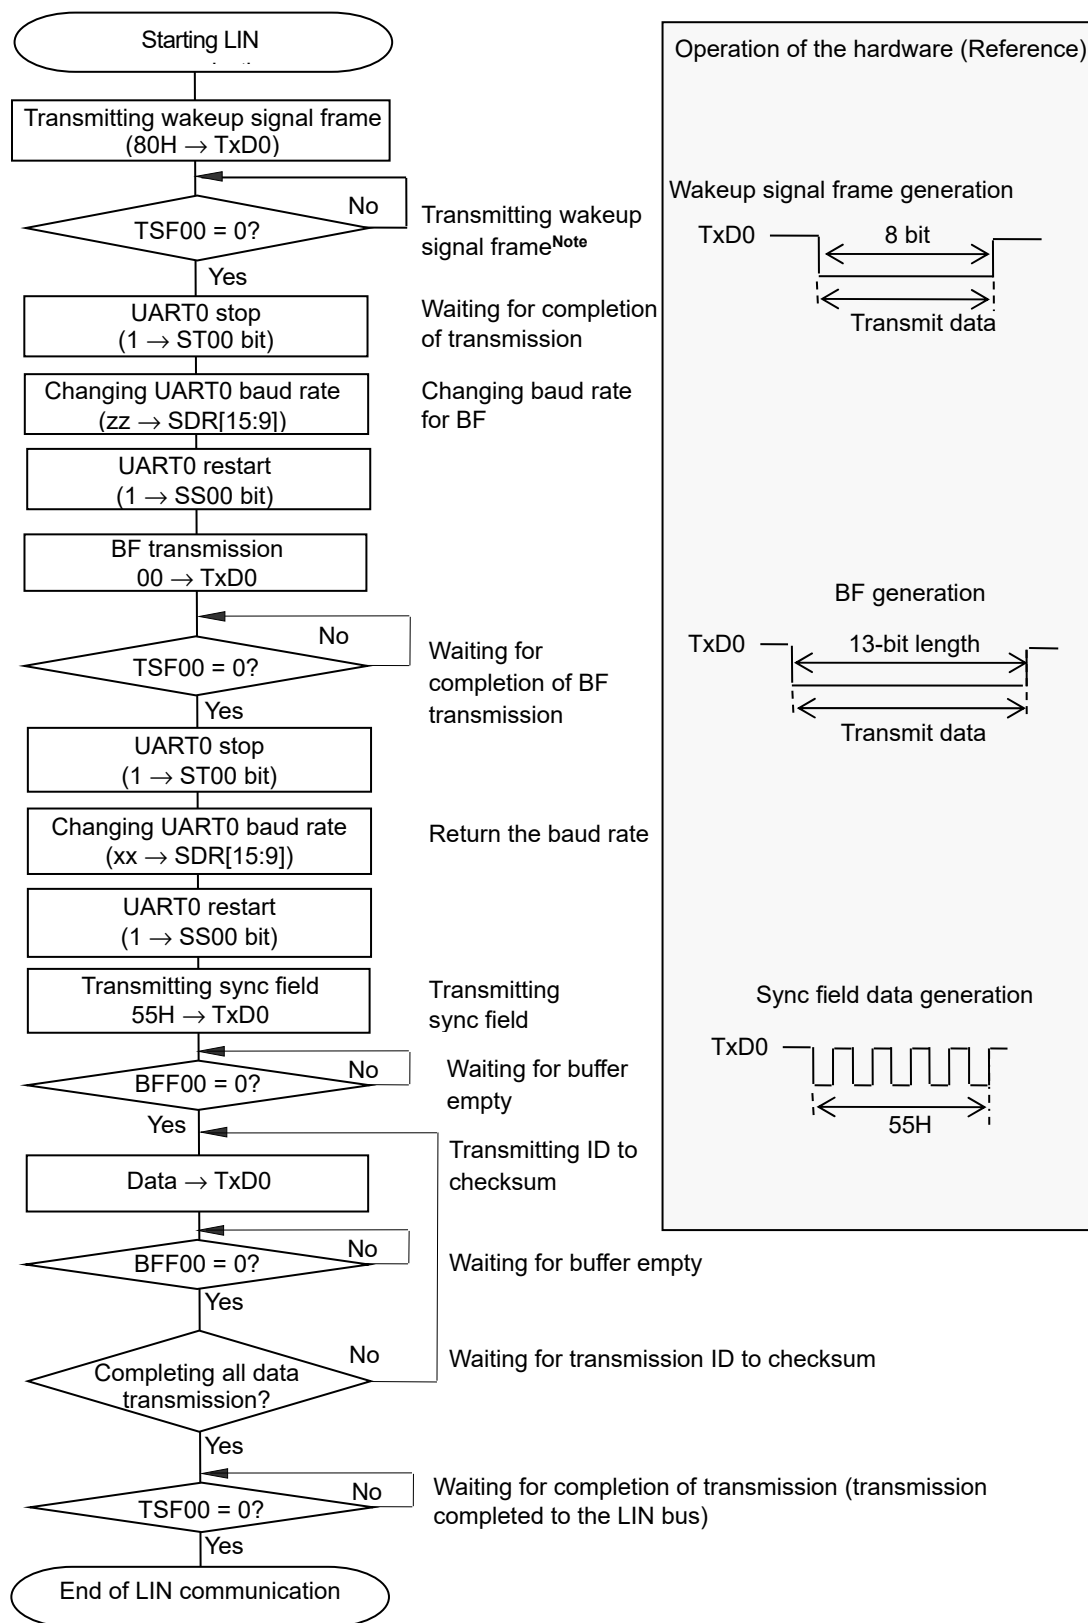 Starting LIN
Transmitting wakeup signal frame
(80H → TxD0)
TSF00 = 0?
No
Yes
Transmitting wakeup
signal frameNote
UART0 stop
(1 → ST00 bit)
Waiting for completion
of transmission
Changing UART0 baud rate
(zz → SDR[15:9])
Changing baud rate
for BF
UART0 restart
(1 → SS00 bit)
BF transmission
00 → TxD0
TSF00 = 0?
No
Yes
Waiting for
completion of BF
transmission
UART0 stop
(1 → ST00 bit)
Changing UART0 baud rate
(xx → SDR[15:9])
Return the baud rate
UART0 restart
(1 → SS00 bit)
Transmitting sync field
55H → TxD0
Transmitting
sync field
BFF00 = 0?
No
Yes
Waiting for buffer
empty
Data → TxD0
Transmitting ID to
checksum
BFF00 = 0?
No
Yes
Waiting for buffer empty
Completing all data
transmission?
No
Yes
Waiting for transmission ID to checksum
TSF00 = 0?
No
Yes
Waiting for completion of transmission (transmission
completed to the LIN bus)
End of LIN communication
Operation of the hardware (Reference)
Wakeup signal frame generation
TxD0
8 bit
Transmit data
BF generation
TxD0
13-bit length
Transmit data
Sync field data generation
TxD0
55H